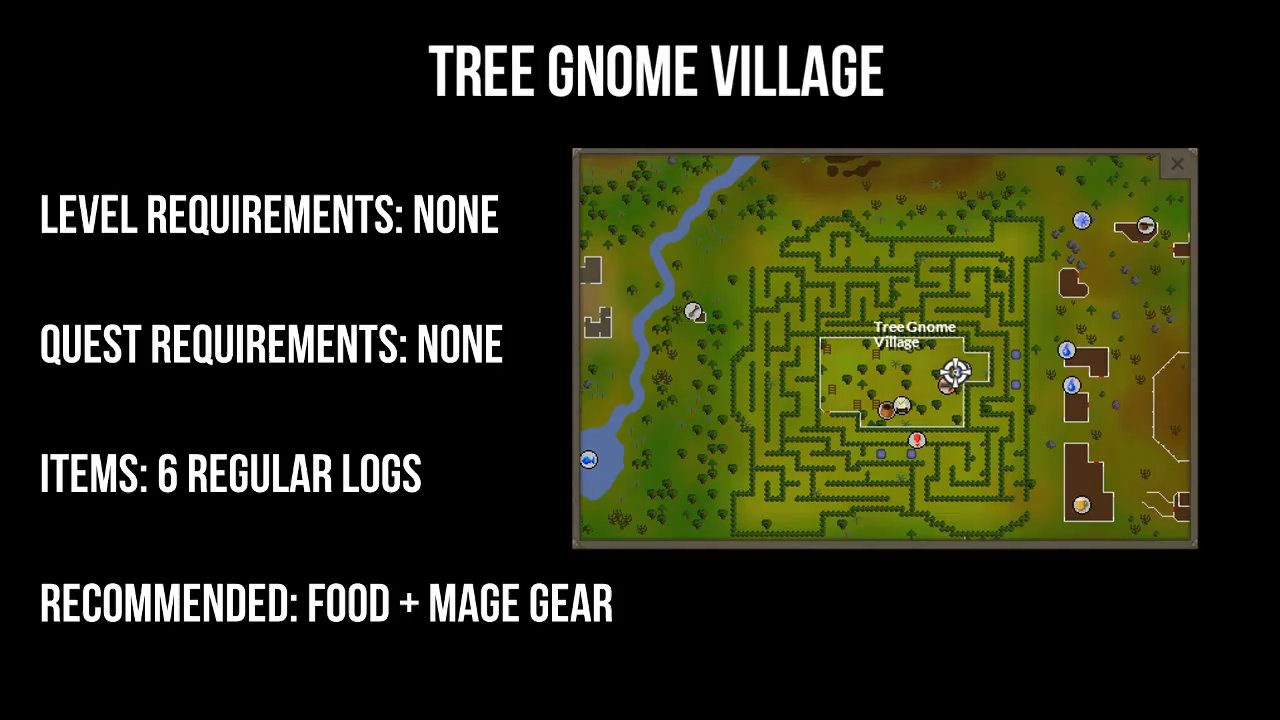 TREE GNOME VILLAGE
LEVEL REQUIREMENTS: NONE
QUEST REQUIREMENTS: NONE
ITEMS: 6 REGULAR LOGS
RECOMMENDED: FOOD + MAGE GEAR
Tree Gnome
Village